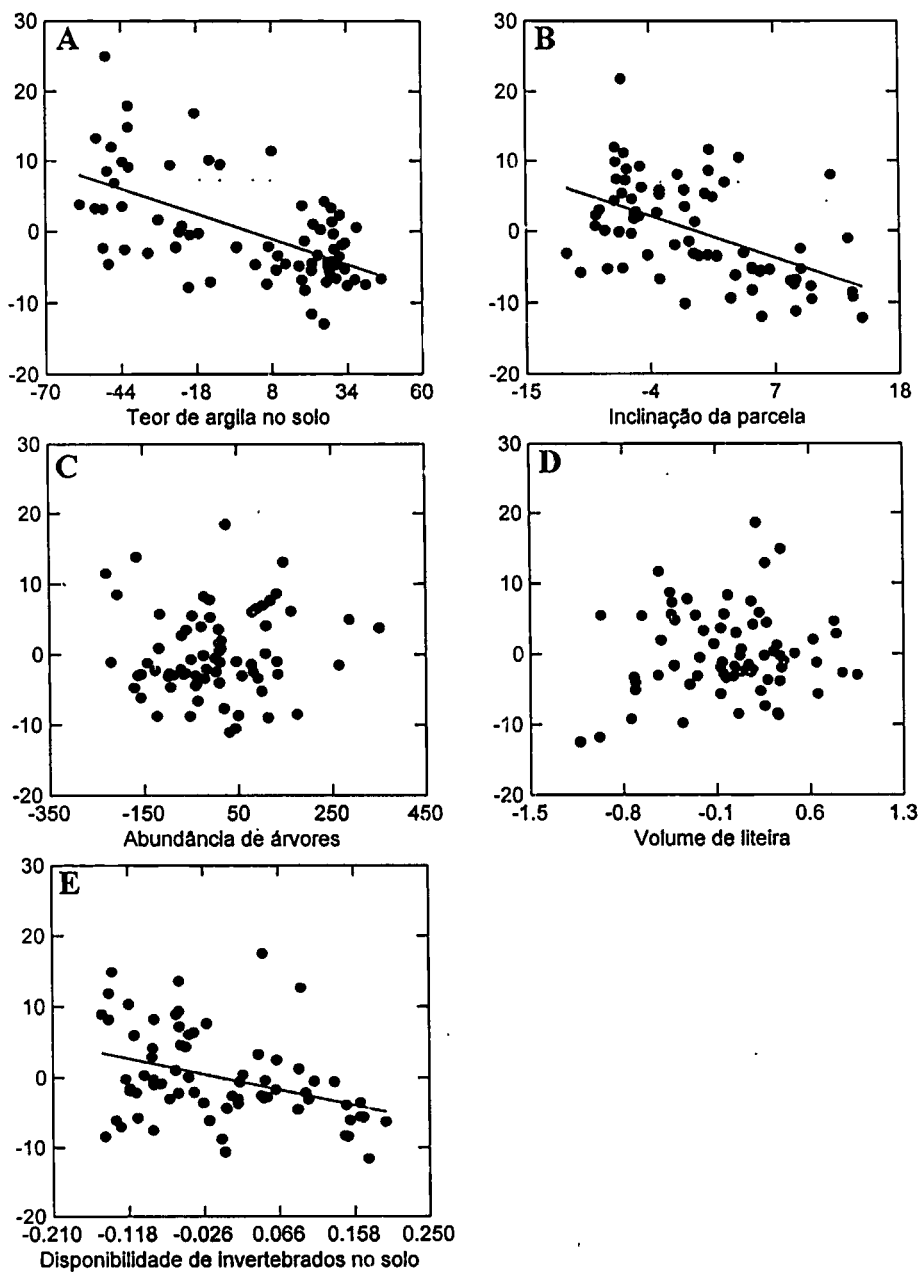 A
30
20
10
0
-10
-20
-70 -44 -18 8 34 60
Teor de argila no solo
B
30
20
10
0
-10
-20
-15 -4 7 18
Inclinação da parcela
C
30
20
10
0
-10
-20
-350 -150 50 250 450
Abundância de árvores
D
30
20
10
0
-10
-20
-1.5 -0.8 -0.1 0.6 1.3
Volume de liteira
E
30
20
10
0
-10
-20
-0.210 -0.118 -0.026 0.066 0.158 0.250
Disponibilidade de invertebrados no solo